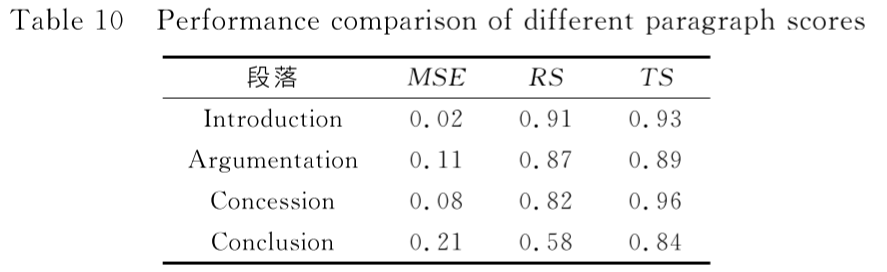 Table 10 Performance comparison of different paragraph scores
段落 MSE RS TS
Introduction 0.02 0.91 0.93
Argumentation 0.11 0.87 0.89
Concession 0.08 0.82 0.96
Conclusion 0.21 0.58 0.84